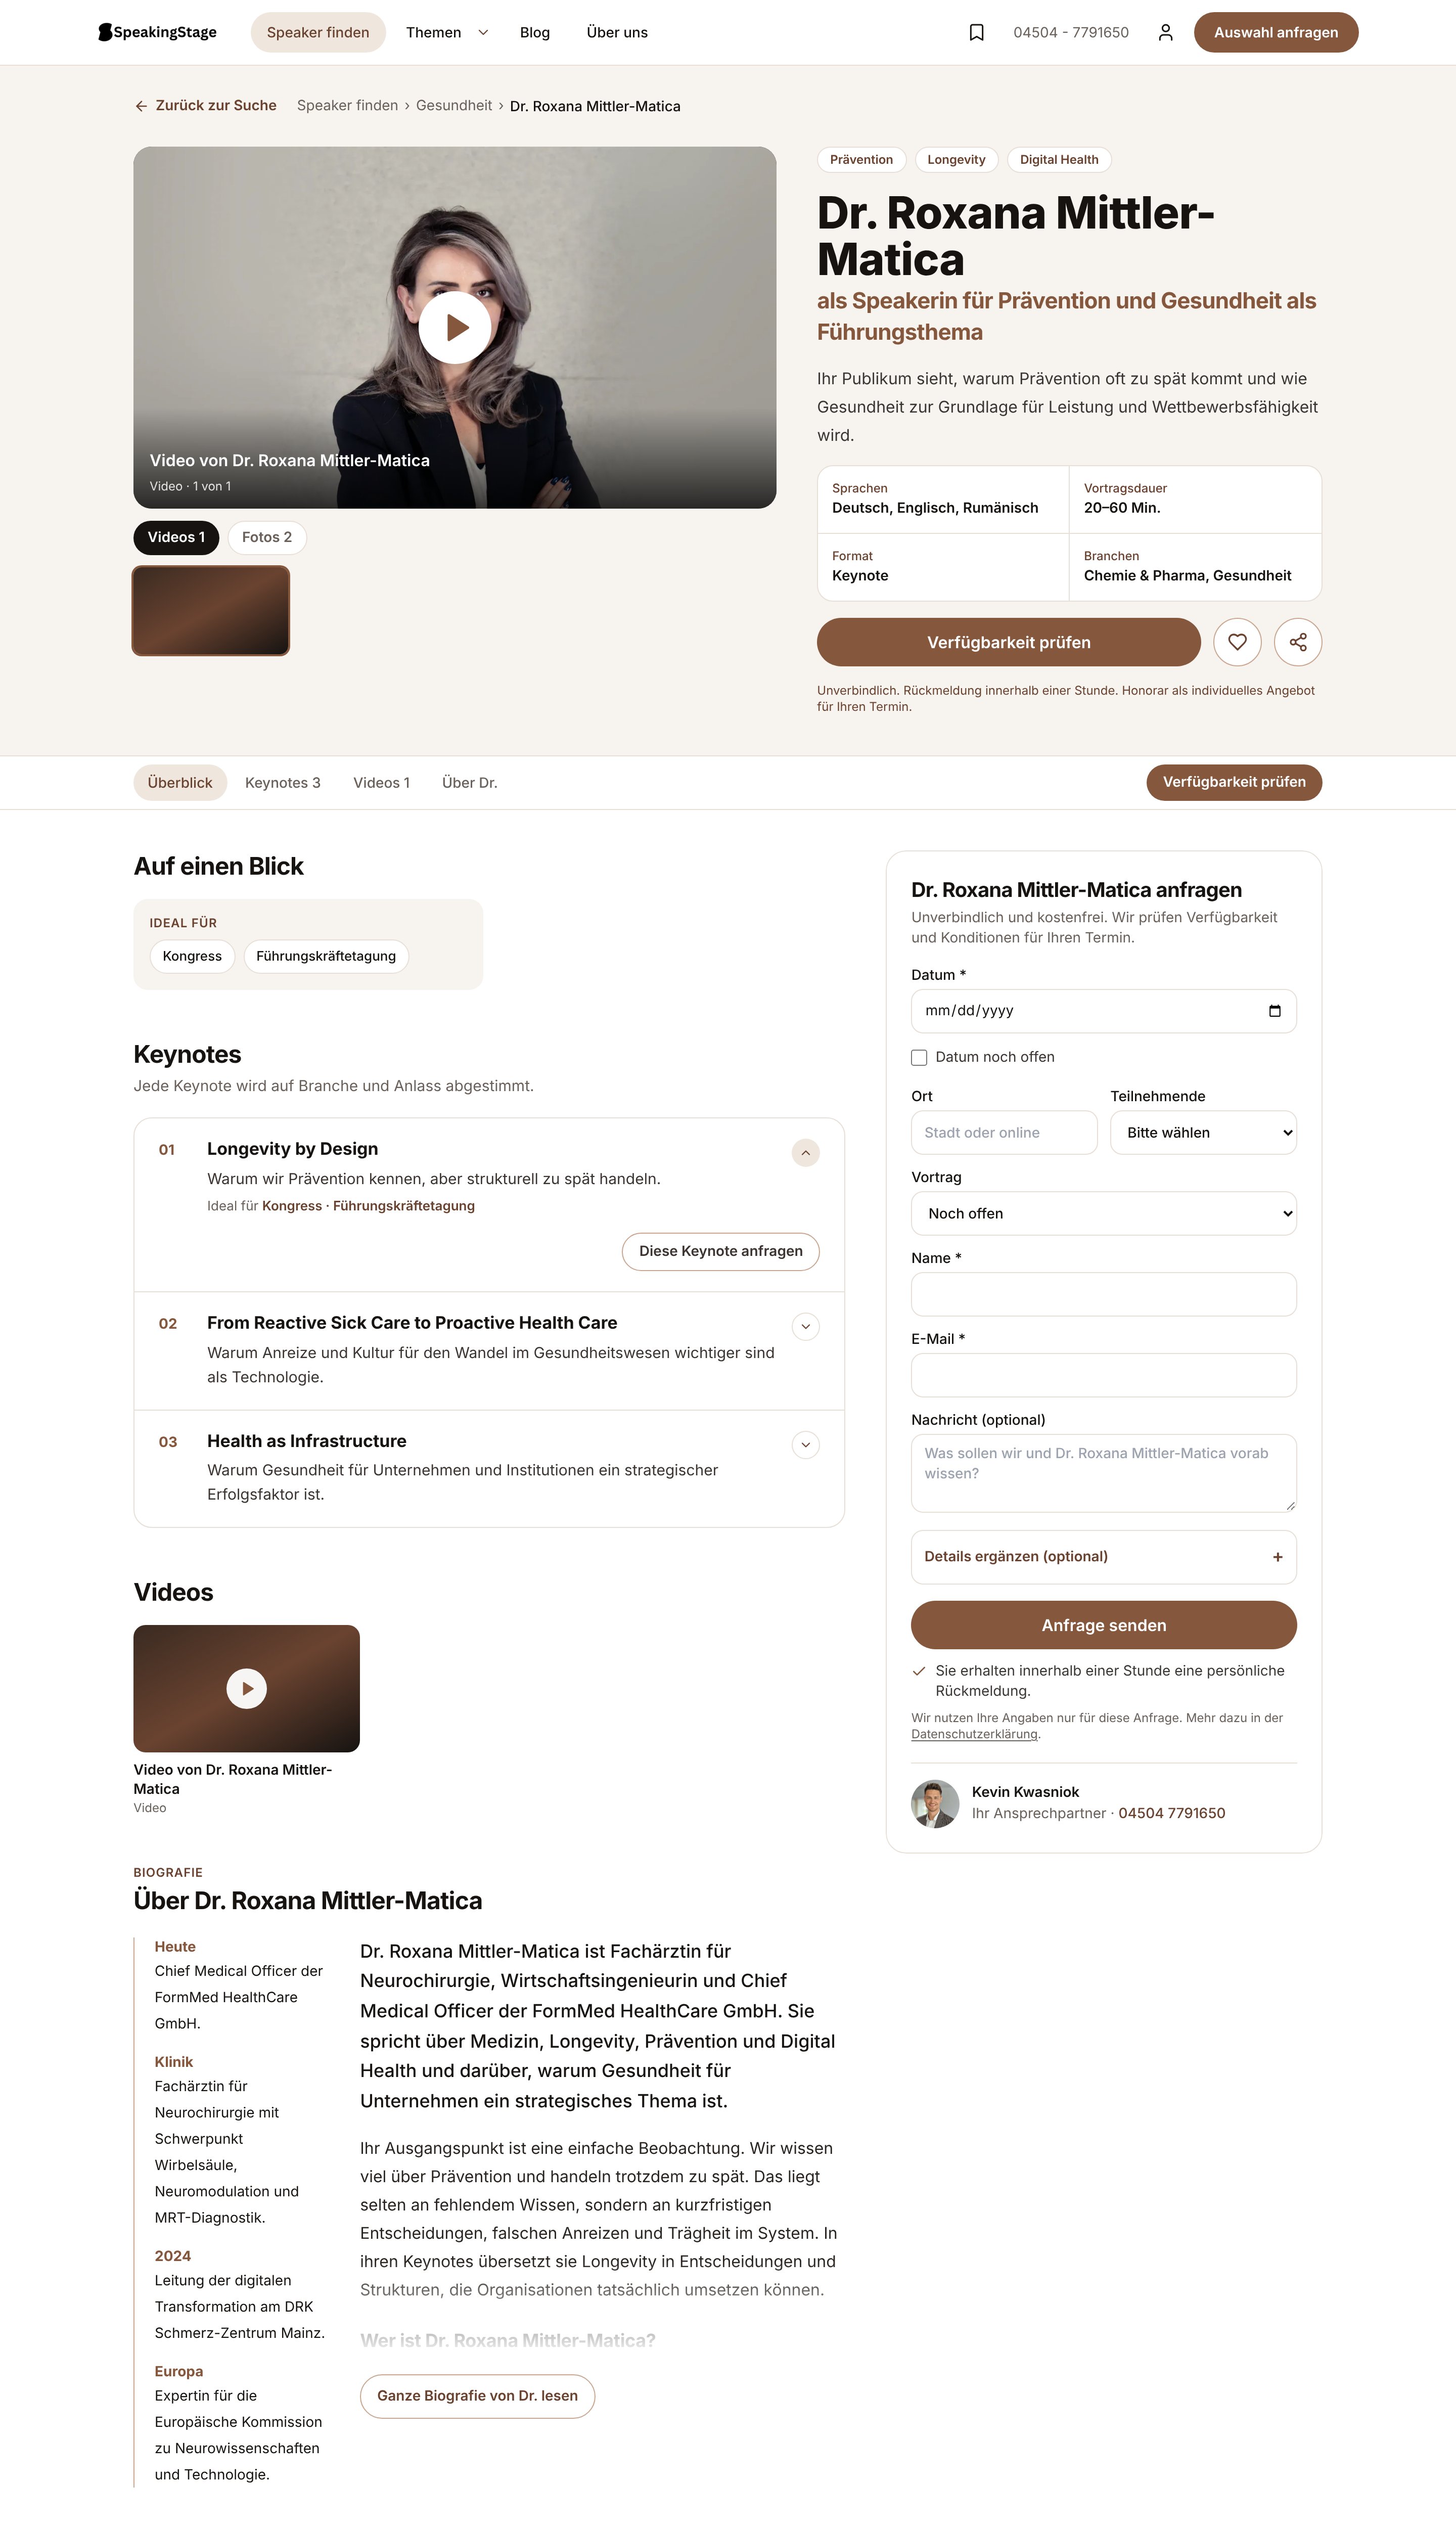 SpeakingStage
Speaker finden
Themen
Blog
Über uns
04504 - 7791650
Auswahl anfragen
Zurück zur Suche
Speaker finden › Gesundheit › Dr. Roxana Mittler-Matica
Video von Dr. Roxana Mittler-Matica
Video · 1 von 1
Videos 1
Fotos 2
Prävention
Longevity
Digital Health
Dr. Roxana Mittler-
Matica
als Speakerin für Prävention und Gesundheit als
Führungsthema
Ihr Publikum sieht, warum Prävention oft zu spät kommt und wie
Gesundheit zur Grundlage für Leistung und Wettbewerbsfähigkeit
wird.
Sprachen
Deutsch, Englisch, Rumänisch
Vortragsdauer
20–60 Min.
Format
Keynote
Branchen
Chemie & Pharma, Gesundheit
Verfügbarkeit prüfen
Unverbindlich. Rückmeldung innerhalb einer Stunde. Honorar als individuelles Angebot
für Ihren Termin.
Überblick
Keynotes 3
Videos 1
Über Dr.
Verfügbarkeit prüfen
Auf einen Blick
IDEAL FÜR
Kongress
Führungskräftetagung
Keynotes
Jede Keynote wird auf Branche und Anlass abgestimmt.
01
Longevity by Design
Warum wir Prävention kennen, aber strukturell zu spät handeln.
Ideal für Kongress · Führungskräftetagung
Diese Keynote anfragen
02
From Reactive Sick Care to Proactive Health Care
Warum Anreize und Kultur für den Wandel im Gesundheitswesen wichtiger sind
als Technologie.
03
Health as Infrastructure
Warum Gesundheit für Unternehmen und Institutionen ein strategischer
Erfolgsfaktor ist.
Videos
Video von Dr. Roxana Mittler-
Matica
Video
Dr. Roxana Mittler-Matica anfragen
Unverbindlich und kostenfrei. Wir prüfen Verfügbarkeit
und Konditionen für Ihren Termin.
Datum *
mm/dd/yyyy
Datum noch offen
Ort
Stadt oder online
Teilnehmende
Bitte wählen
Vortrag
Noch offen
Name *
E-Mail *
Nachricht (optional)
Was sollen wir und Dr. Roxana Mittler-Matica vorab
wissen?
Details ergänzen (optional)
+
Anfrage senden
Sie erhalten innerhalb einer Stunde eine persönliche
Rückmeldung.
Wir nutzen Ihre Angaben nur für diese Anfrage. Mehr dazu in der
Datenschutzerklärung.
Kevin Kwasniok
Ihr Ansprechpartner · 04504 7791650
BIOGRAFIE
Über Dr. Roxana Mittler-Matica
Heute
Chief Medical Officer der
FormMed HealthCare
GmbH.
Klinik
Fachärztin für
Neurochirurgie mit
Schwerpunkt
Wirbelsäule,
Neuromodulation und
MRT-Diagnostik.
2024
Leitung der digitalen
Transformation am DRK
Schmerz-Zentrum Mainz.
Europa
Expertin für die
Europäische Kommission
zu Neurowissenschaften
und Technologie.
Dr. Roxana Mittler-Matica ist Fachärztin für
Neurochirurgie, Wirtschaftsingenieurin und Chief
Medical Officer der FormMed HealthCare GmbH. Sie
spricht über Medizin, Longevity, Prävention und Digital
Health und darüber, warum Gesundheit für
Unternehmen ein strategisches Thema ist.
Ihr Ausgangspunkt ist eine einfache Beobachtung. Wir wissen
viel über Prävention und handeln trotzdem zu spät. Das liegt
selten an fehlendem Wissen, sondern an kurzfristigen
Entscheidungen, falschen Anreizen und Trägheit im System. In
ihren Keynotes übersetzt sie Longevity in Entscheidungen und
Strukturen, die Organisationen tatsächlich umsetzen können.
Wer ist Dr. Roxana Mittler-Matica?
Ganze Biografie von Dr. lesen